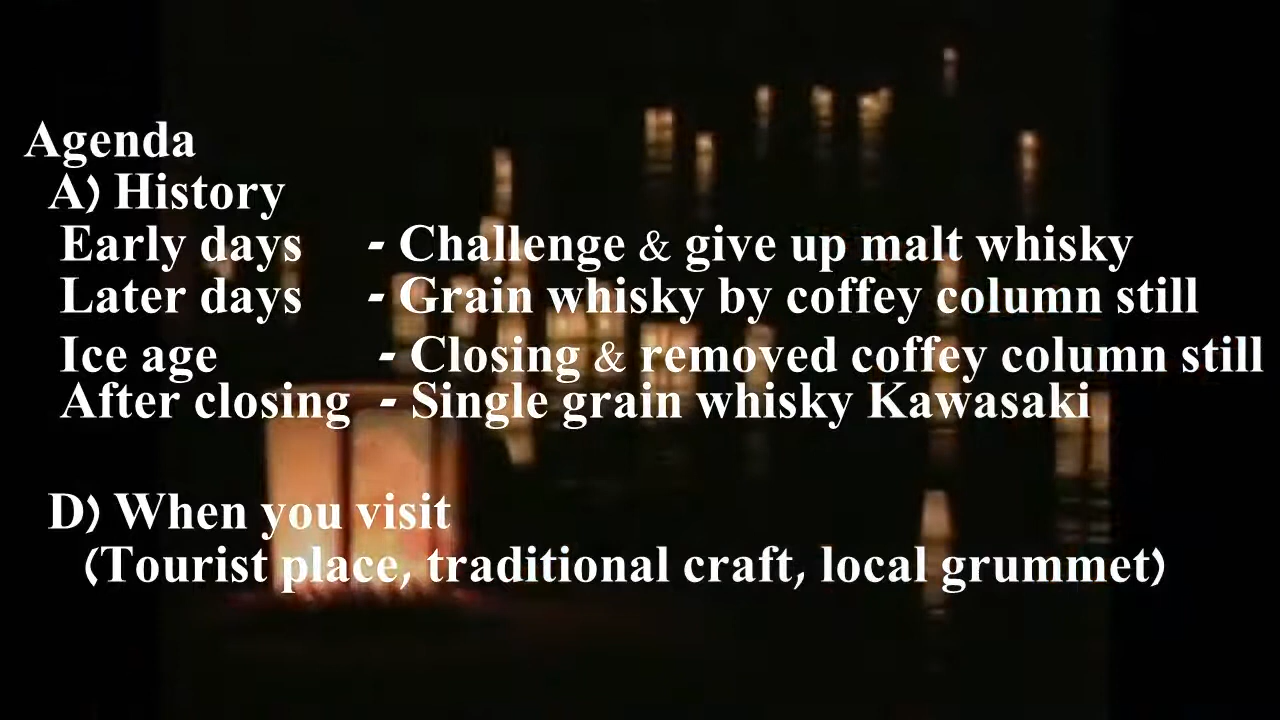 Agenda
A) History
Early days - Challenge & give up malt whisky
Later days - Grain whisky by coffey column still
Ice age - Closing & removed coffey column still
After closing - Single grain whisky Kawasaki
D) When you visit
(Tourist place, traditional craft, local grummet)